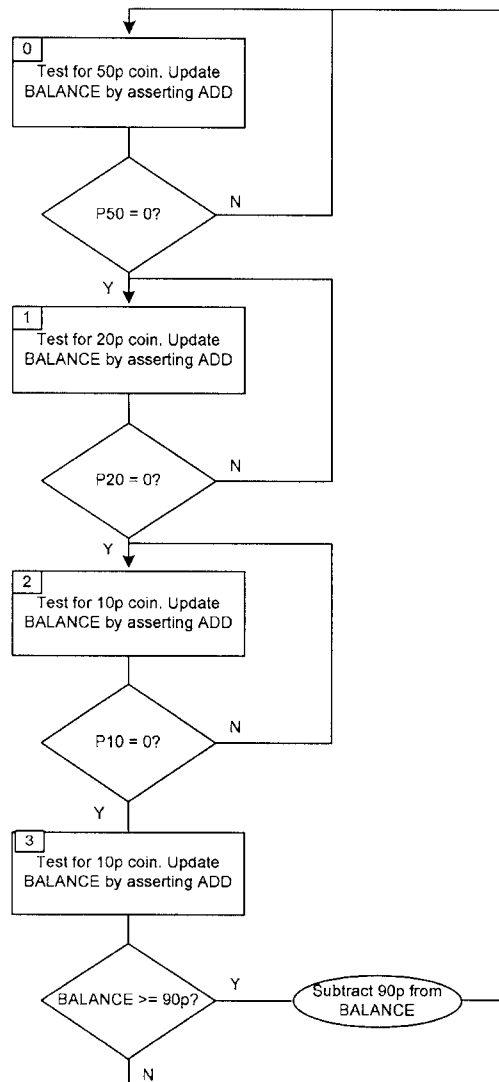 0
Test for 50p coin. Update
BALANCE by asserting ADD
P50 = 0?
N
Y
1
Test for 20p coin. Update
BALANCE by asserting ADD
P20 = 0?
N
Y
2
Test for 10p coin. Update
BALANCE by asserting ADD
P10 = 0?
N
Y
3
Test for 10p coin. Update
BALANCE by asserting ADD
BALANCE >= 90p?
Y
Subtract 90p from
BALANCE
N